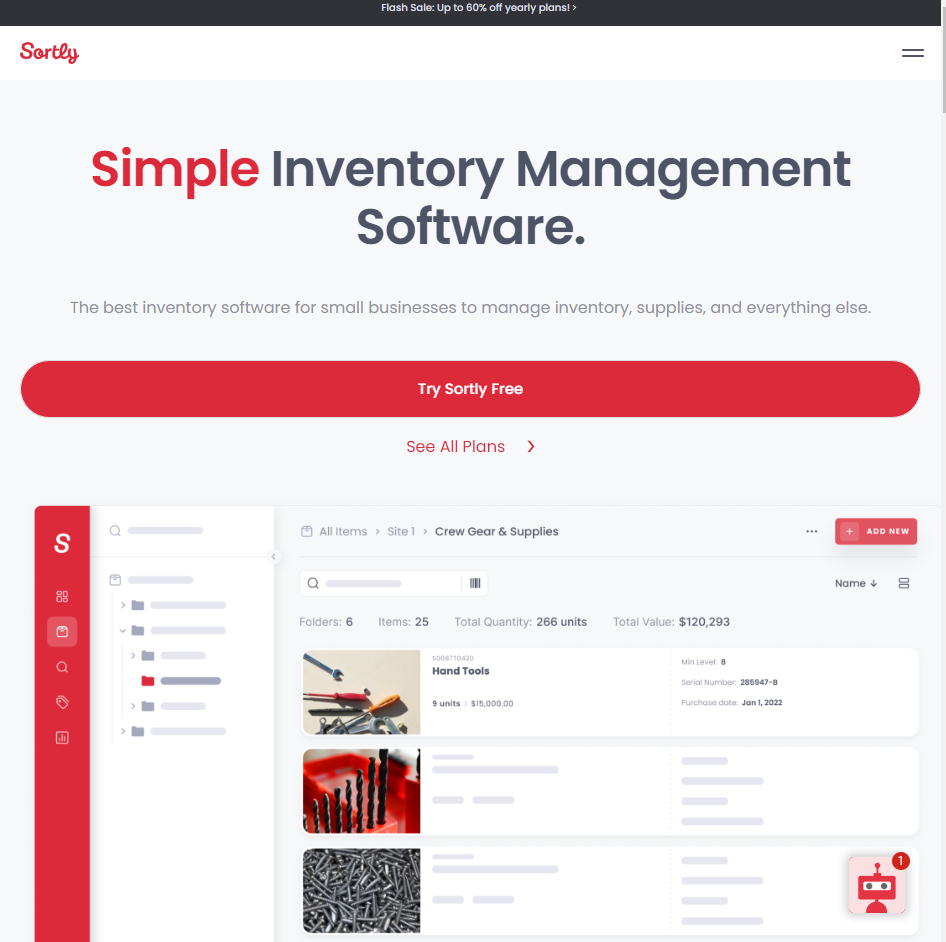 Flash Sale: Up to 60% off yearly plans! >
Sortly
Simple Inventory Management
Software.
The best inventory software for small businesses to manage inventory, supplies, and everything else.
Try Sortly Free
See All Plans >
S
All Items > Site 1 > Crew Gear & Supplies
... + ADD NEW
Name ↓
Folders: 6 Items: 25 Total Quantity: 266 units Total Value: $120,293
S008710420
Hand Tools
9 units | $15,000.00
Min Level: 8
Serial Number: 285947-8
Purchase date: Jan 1, 2022
1